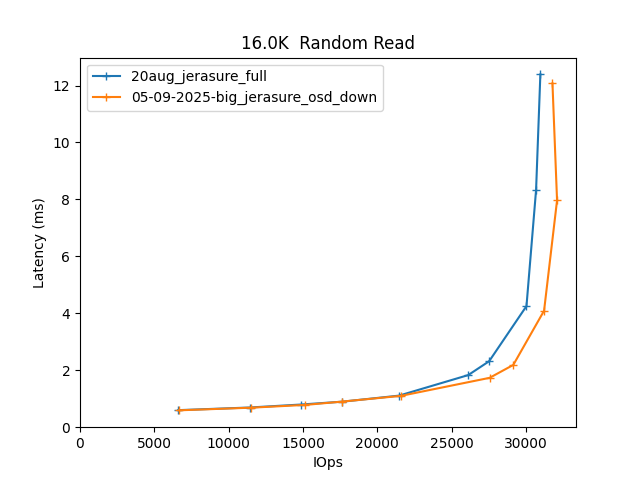 16.0K  Random Read
20aug_jerasure_full
05-09-2025-big_jerasure_osd_down
Latency (ms)
12
10
8
6
4
2
0
0 5000 10000 15000 20000 25000 30000
IOps